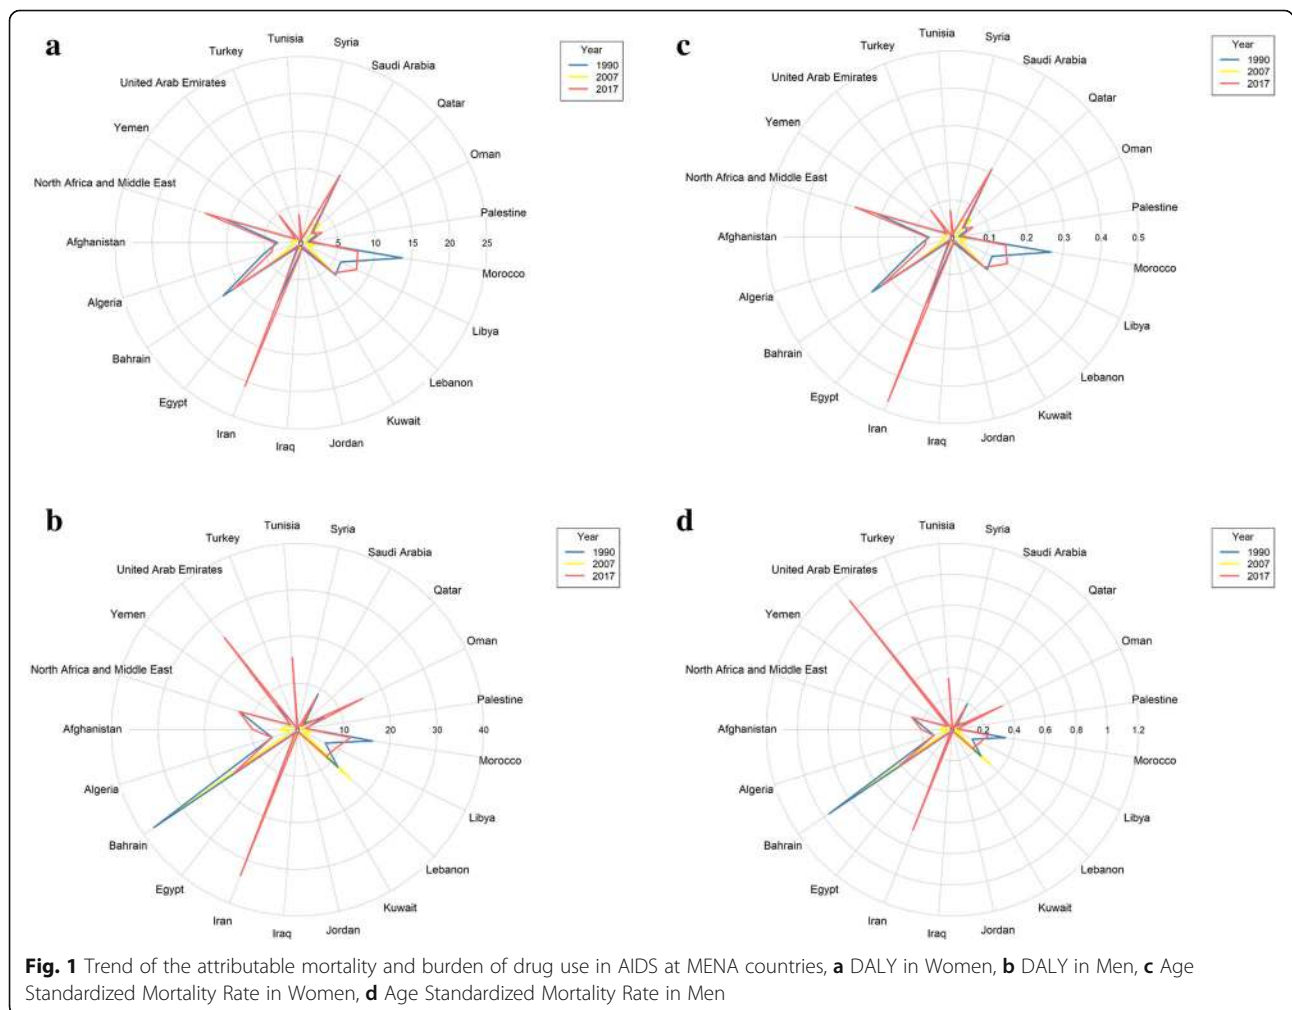 a
Year
1990
2007
2017
Tunisia
Syria
Saudi Arabia
Qatar
Oman
Palestine
Morocco
Libya
Lebanon
Kuwait
Jordan
Iraq
Iran
Egypt
Bahrain
Algeria
Afghanistan
North Africa and Middle East
Yemen
United Arab Emirates
Turkey
0 5 10 15 20 25
c
Year
1990
2007
2017
Tunisia
Syria
Saudi Arabia
Qatar
Oman
Palestine
Morocco
Libya
Lebanon
Kuwait
Jordan
Iraq
Iran
Egypt
Bahrain
Algeria
Afghanistan
North Africa and Middle East
Yemen
United Arab Emirates
Turkey
0 0.1 0.2 0.3 0.4 0.5
b
Year
1990
2007
2017
Tunisia
Syria
Saudi Arabia
Qatar
Oman
Palestine
Morocco
Libya
Lebanon
Kuwait
Jordan
Iraq
Iran
Egypt
Bahrain
Algeria
Afghanistan
North Africa and Middle East
Yemen
United Arab Emirates
Turkey
0 10 20 30 40
d
Year
1990
2007
2017
Tunisia
Syria
Saudi Arabia
Qatar
Oman
Palestine
Morocco
Libya
Lebanon
Kuwait
Jordan
Iraq
Iran
Egypt
Bahrain
Algeria
Afghanistan
North Africa and Middle East
Yemen
United Arab Emirates
Turkey
0 0.2 0.4 0.6 0.8 1 1.2
Fig. 1 Trend of the attributable mortality and burden of drug use in AIDS at MENA countries, a DALY in Women, b DALY in Men, c Age
Standardized Mortality Rate in Women, d Age Standardized Mortality Rate in Men